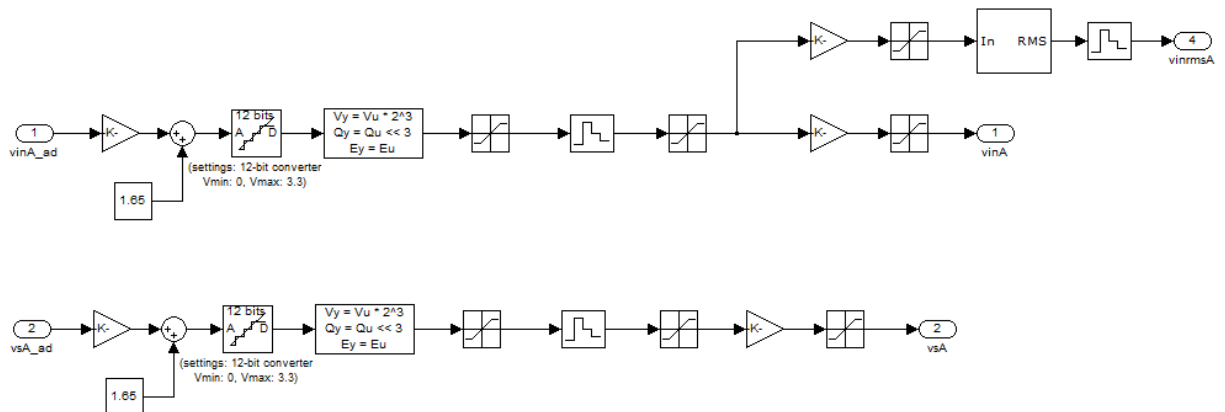 K-
In RMS
4
vinrmsA
1
vinA_ad
K-
12 bits
A D
(settings: 12-bit converter
Vmin: 0, Vmax: 3.3)
Vy = Vu * 2^3
Qy = Qu << 3
Ey = Eu
K-
1
vinA
1.65
2
vsA_ad
K-
12 bits
A D
(settings: 12-bit converter
Vmin: 0, Vmax: 3.3)
Vy = Vu * 2^3
Qy = Qu << 3
Ey = Eu
K-
2
vsA
1.65